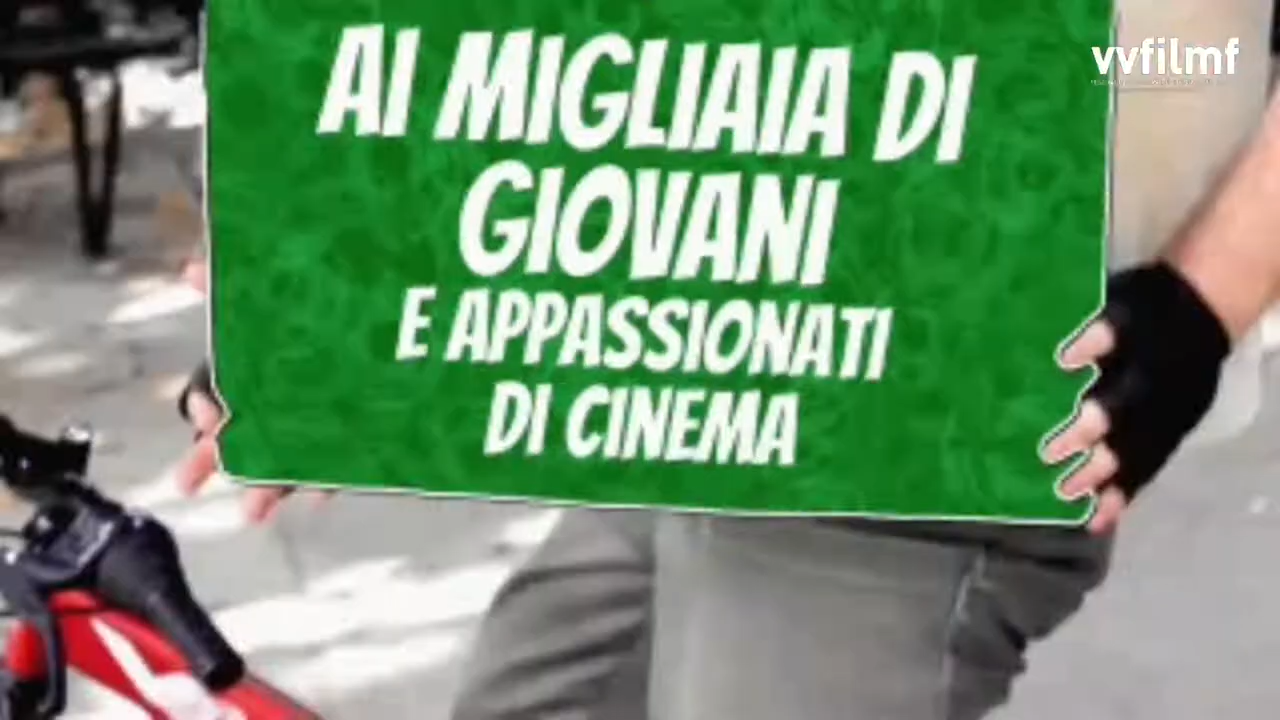 vvfilmf
AI MIGLIAIA DI
GIOVANI
E APPASSIONATI
DI CINEMA